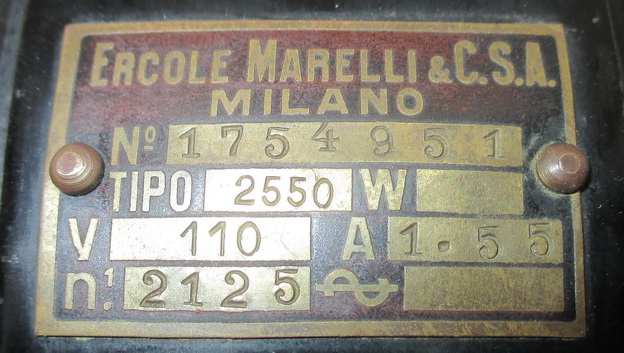 ERCOLE MARELLI & C.S.A.
MILANO
Nº 1754951
TIPO 2550 W
V 110 A 1.55
n.¹ 2125